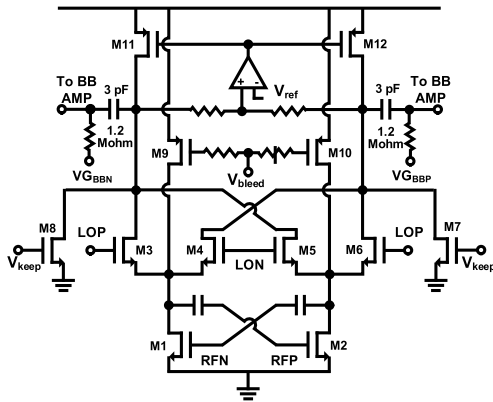 M11
M12
To BB
AMP
3 pF
+ -
Vref
3 pF
To BB
AMP
1.2
Mohm
M9
M10
1.2
Mohm
VGBBN
Vbleed
VGBBP
M8
LOP
M3
M4
M5
M6
LOP
M7
Vkeep
LON
Vkeep
M1
RFN
RFP
M2